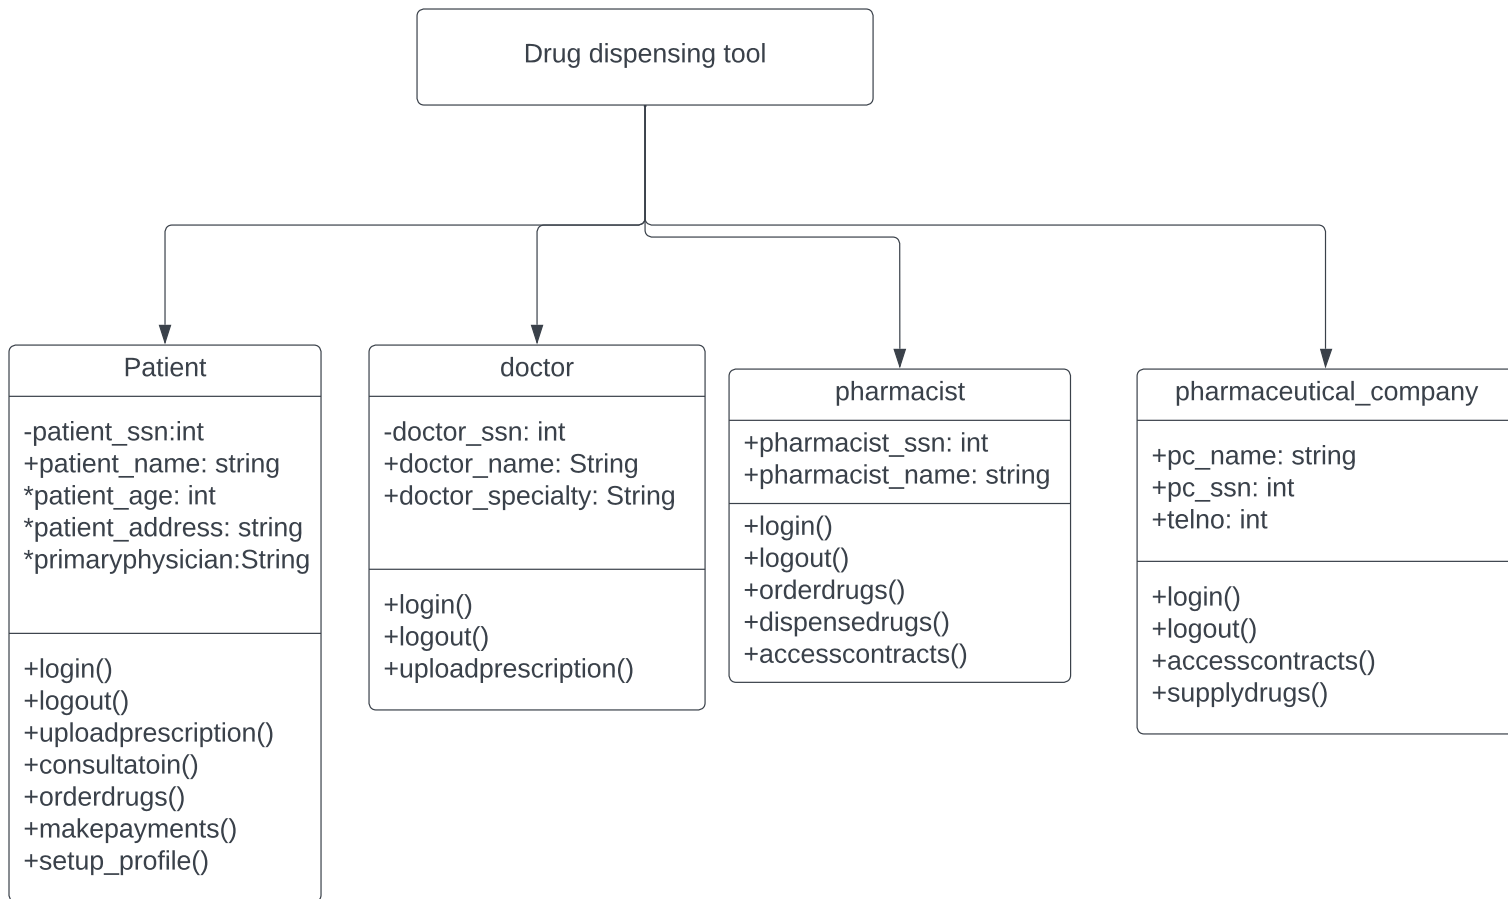 Drug dispensing tool
Patient
-patient_ssn:int
+patient_name: string
*patient_age: int
*patient_address: string
*primaryphysician:String
+login()
+logout()
+uploadprescription()
+consultatoin()
+orderdrugs()
+makepayments()
+setup_profile()
doctor
-doctor_ssn: int
+doctor_name: String
+doctor_specialty: String
+login()
+logout()
+uploadprescription()
pharmacist
+pharmacist_ssn: int
+pharmacist_name: string
+login()
+logout()
+orderdrugs()
+dispensedrugs()
+accesscontracts()
pharmaceutical_company
+pc_name: string
+pc_ssn: int
+telno: int
+login()
+logout()
+accesscontracts()
+supplydrugs()